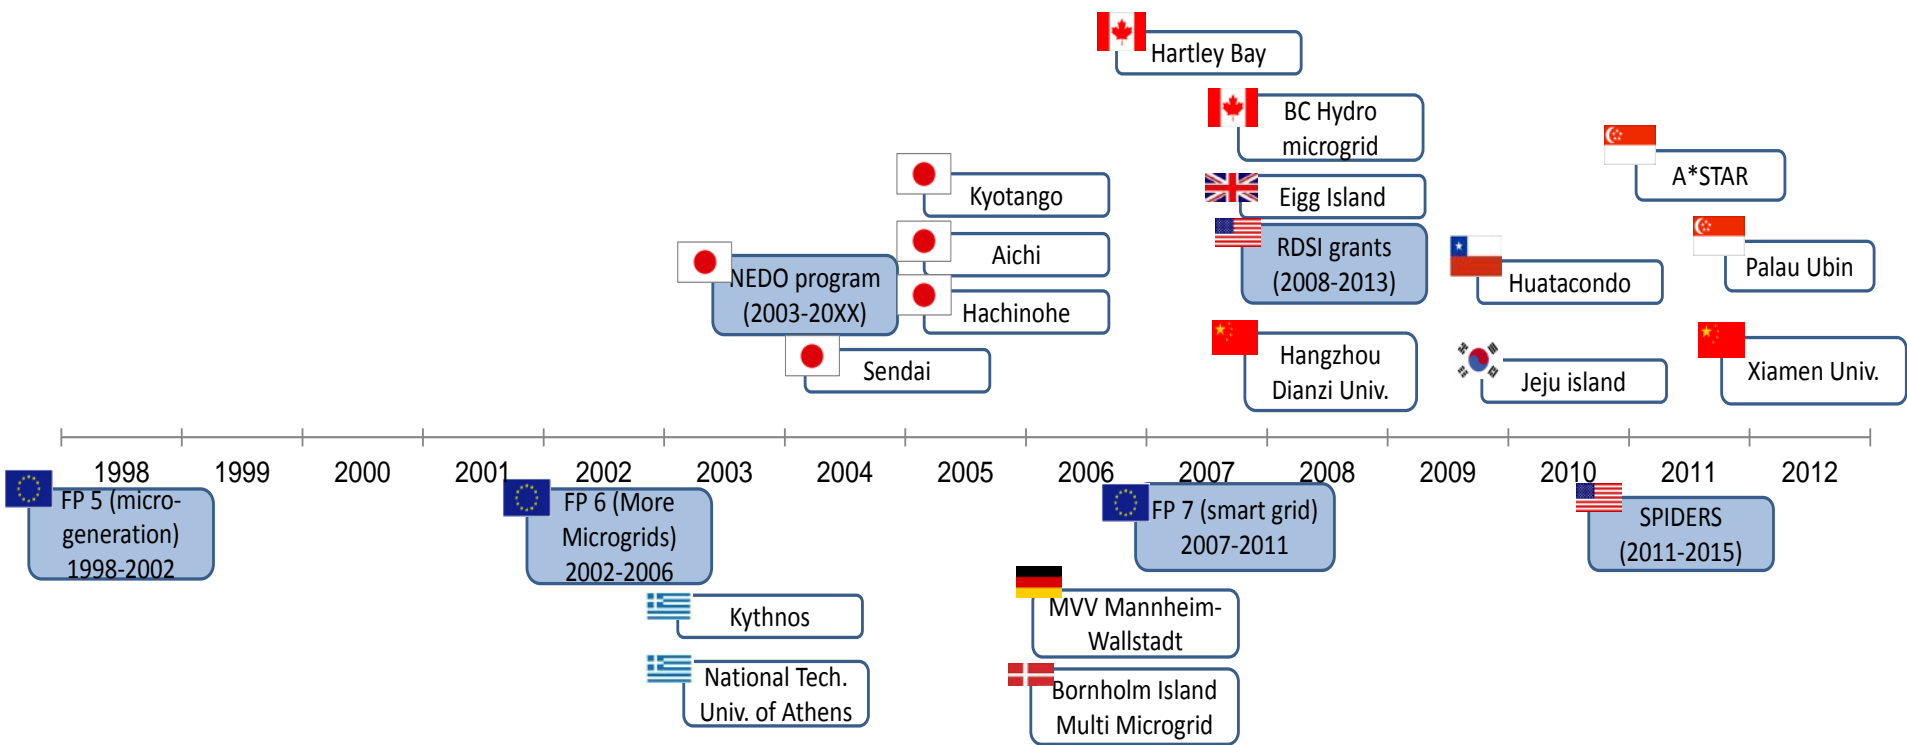 Hartley Bay
BC Hydro
microgrid
A*STAR
Kyotango
Eigg Island
Aichi
RDSI grants
(2008-2013)
Palau Ubin
NEDO program
(2003-20XX)
Huatacondo
Hachinohe
Sendai
Hangzhou
Dianzi Univ.
Jeju island
Xiamen Univ.
1998 1999 2000 2001 2002 2003 2004 2005 2006 2007 2008 2009 2010 2011 2012
FP 5 (micro-
generation)
1998-2002
FP 6 (More
Microgrids)
2002-2006
FP 7 (smart grid)
2007-2011
SPIDERS
(2011-2015)
Kythnos
MVV Mannheim-
Wallstadt
National Tech.
Univ. of Athens
Bornholm Island
Multi Microgrid